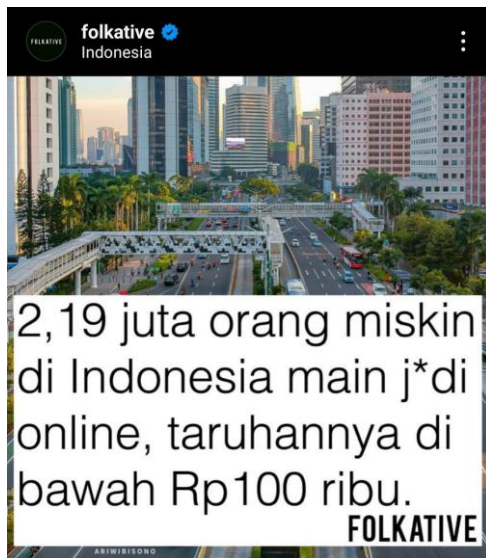 FOLKATIVE
folkative
Indonesia
2,19 juta orang miskin
di Indonesia main j*di
online, taruhannya di
bawah Rp100 ribu.
FOLKATIVE
ARIWIBISONO